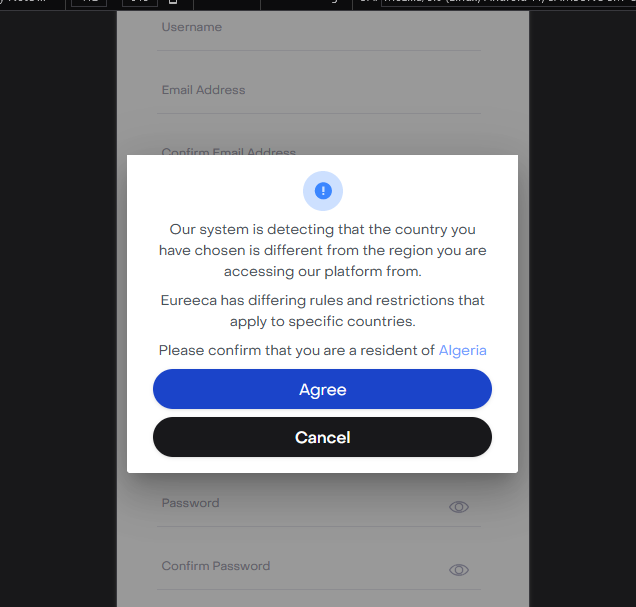 Username
Email Address
Confirm Email Address
Our system is detecting that the country you
have chosen is different from the region you are
accessing our platform from.
Eureeca has differing rules and restrictions that
apply to specific countries.
Please confirm that you are a resident of Algeria
Agree
Cancel
Password
Confirm Password